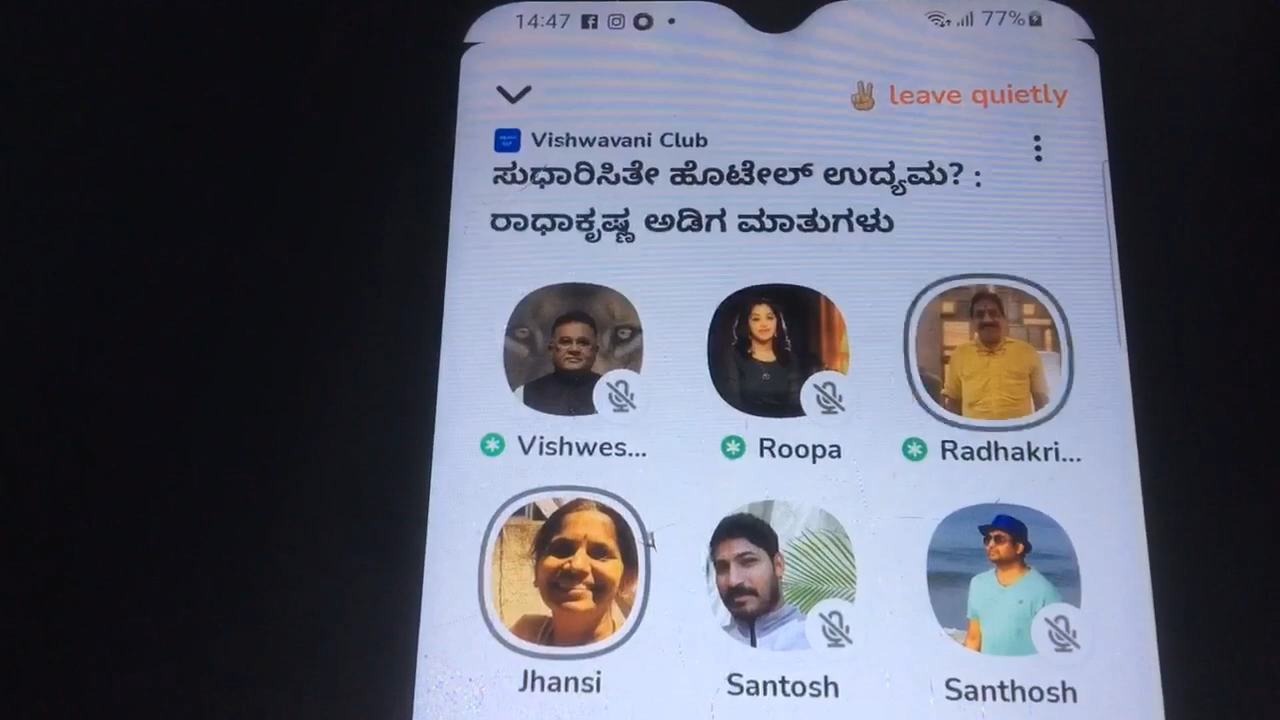 14:47 77%
✌🏼 leave quietly
Vishwavani Club
ಸುಧಾರಿಸಿತೇ ಹೊಟೇಲ್ ಉದ್ಯಮ? :
ರಾಧಾಕೃಷ್ಣ ಅಡಿಗ ಮಾತುಗಳು
Vishwes... Roopa Radhakri...
Jhansi Santosh Santhosh